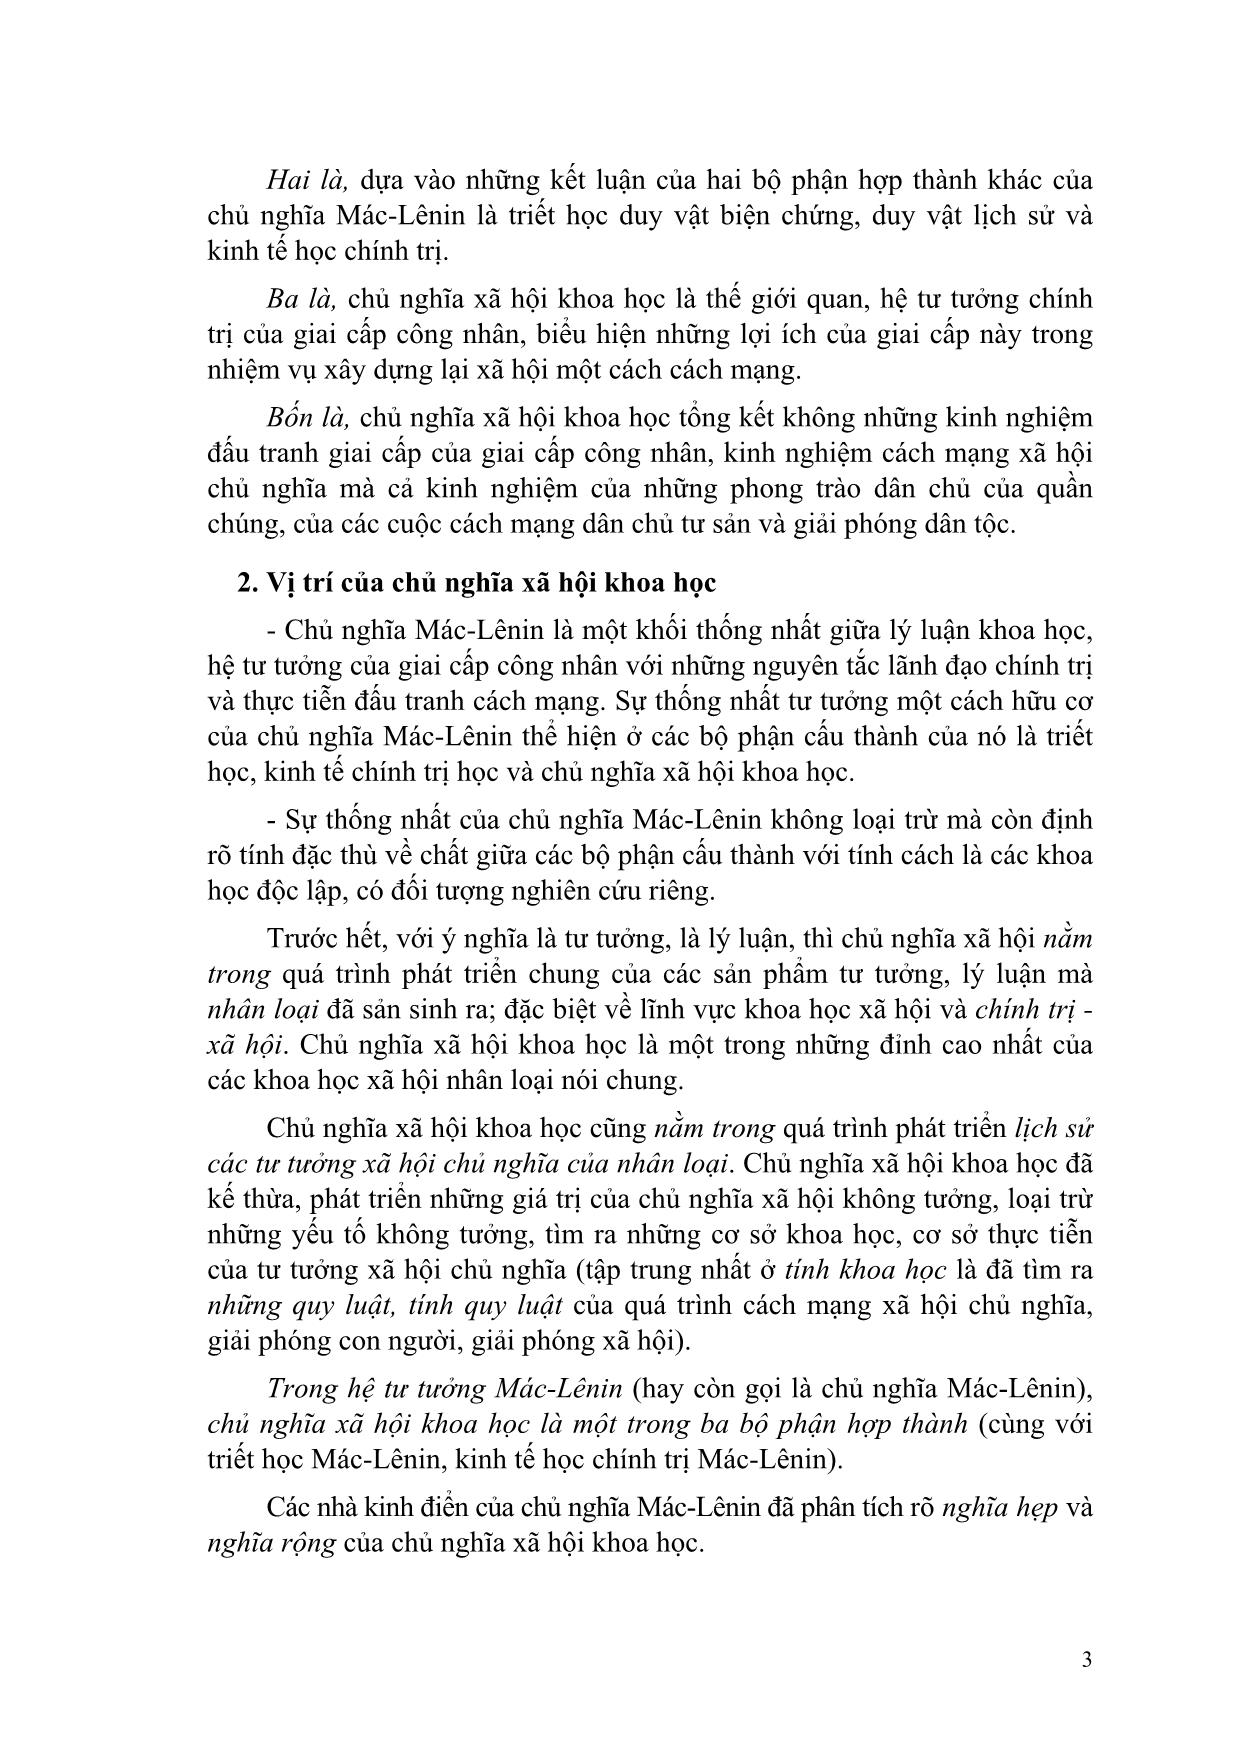 Hai là, dựa vào những kết luận của hai bộ phận hợp thành khác của
chủ nghĩa Mác-Lênin là triết học duy vật biện chứng, duy vật lịch sử và
kinh tế học chính trị.
Ba là, chủ nghĩa xã hội khoa học là thế giới quan, hệ tư tưởng chính
trị của giai cấp công nhân, biểu hiện những lợi ích của giai cấp này trong
nhiệm vụ xây dựng lại xã hội một cách cách mạng.
Bốn là, chủ nghĩa xã hội khoa học tổng kết không những kinh nghiệm
đấu tranh giai cấp của giai cấp công nhân, kinh nghiệm cách mạng xã hội
chủ nghĩa mà cả kinh nghiệm của những phong trào dân chủ của quần
chúng, của các cuộc cách mạng dân chủ tư sản và giải phóng dân tộc.
2. Vị trí của chủ nghĩa xã hội khoa học
- Chủ nghĩa Mác-Lênin là một khối thống nhất giữa lý luận khoa học,
hệ tư tưởng của giai cấp công nhân với những nguyên tắc lãnh đạo chính trị
và thực tiễn đấu tranh cách mạng. Sự thống nhất tư tưởng một cách hữu cơ
của chủ nghĩa Mác-Lênin thể hiện ở các bộ phận cấu thành của nó là triết
học, kinh tế chính trị học và chủ nghĩa xã hội khoa học.
- Sự thống nhất của chủ nghĩa Mác-Lênin không loại trừ mà còn định
rõ tính đặc thù về chất giữa các bộ phận cấu thành với tính cách là các khoa
học độc lập, có đối tượng nghiên cứu riêng.
Trước hết, với ý nghĩa là tư tưởng, là lý luận, thì chủ nghĩa xã hội nằm
trong quá trình phát triển chung của các sản phẩm tư tưởng, lý luận mà
nhân loại đã sản sinh ra; đặc biệt về lĩnh vực khoa học xã hội và chính trị -
xã hội. Chủ nghĩa xã hội khoa học là một trong những đỉnh cao nhất của
các khoa học xã hội nhân loại nói chung.
Chủ nghĩa xã hội khoa học cũng nằm trong quá trình phát triển lịch sử
các tư tưởng xã hội chủ nghĩa của nhân loại. Chủ nghĩa xã hội khoa học đã
kế thừa, phát triển những giá trị của chủ nghĩa xã hội không tưởng, loại trừ
những yếu tố không tưởng, tìm ra những cơ sở khoa học, cơ sở thực tiễn
của tư tưởng xã hội chủ nghĩa (tập trung nhất ở tính khoa học là đã tìm ra
những quy luật, tính quy luật của quá trình cách mạng xã hội chủ nghĩa,
giải phóng con người, giải phóng xã hội).
Trong hệ tư tưởng Mác-Lênin (hay còn gọi là chủ nghĩa Mác-Lênin),
chủ nghĩa xã hội khoa học là một trong ba bộ phận hợp thành (cùng với
triết học Mác-Lênin, kinh tế học chính trị Mác-Lênin).
Các nhà kinh điển của chủ nghĩa Mác-Lênin đã phân tích rõ nghĩa hẹp và
nghĩa rộng của chủ nghĩa xã hội khoa học.
3